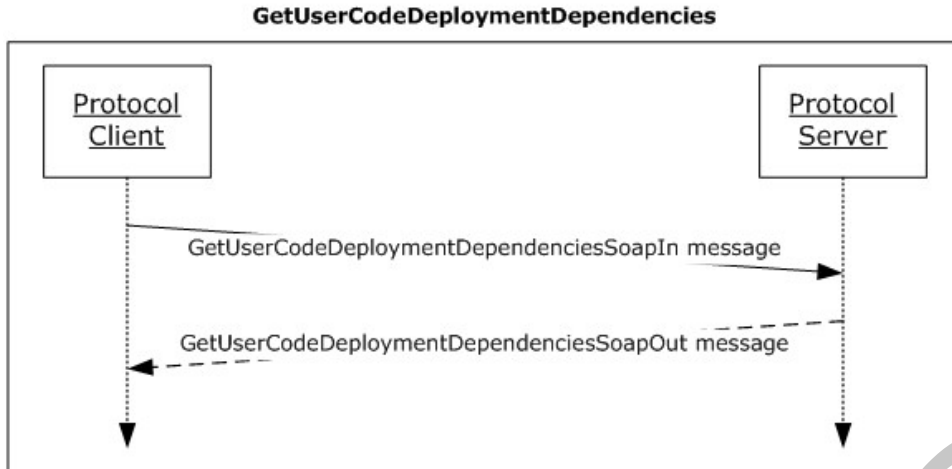 GetUserCodeDeploymentDependencies
Protocol
Client
Protocol
Server
GetUserCodeDeploymentDependenciesSoapIn message
GetUserCodeDeploymentDependenciesSoapOut message